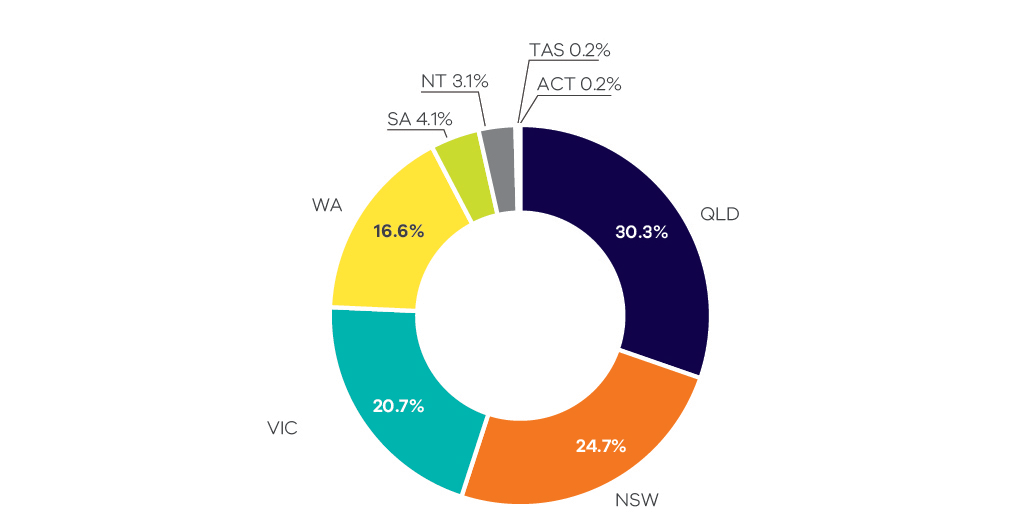 TAS 0.2%
NT 3.1%
ACT 0.2%
SA 4.1%
WA
QLD
16.6%
30.3%
20.7%
VIC
24.7%
NSW